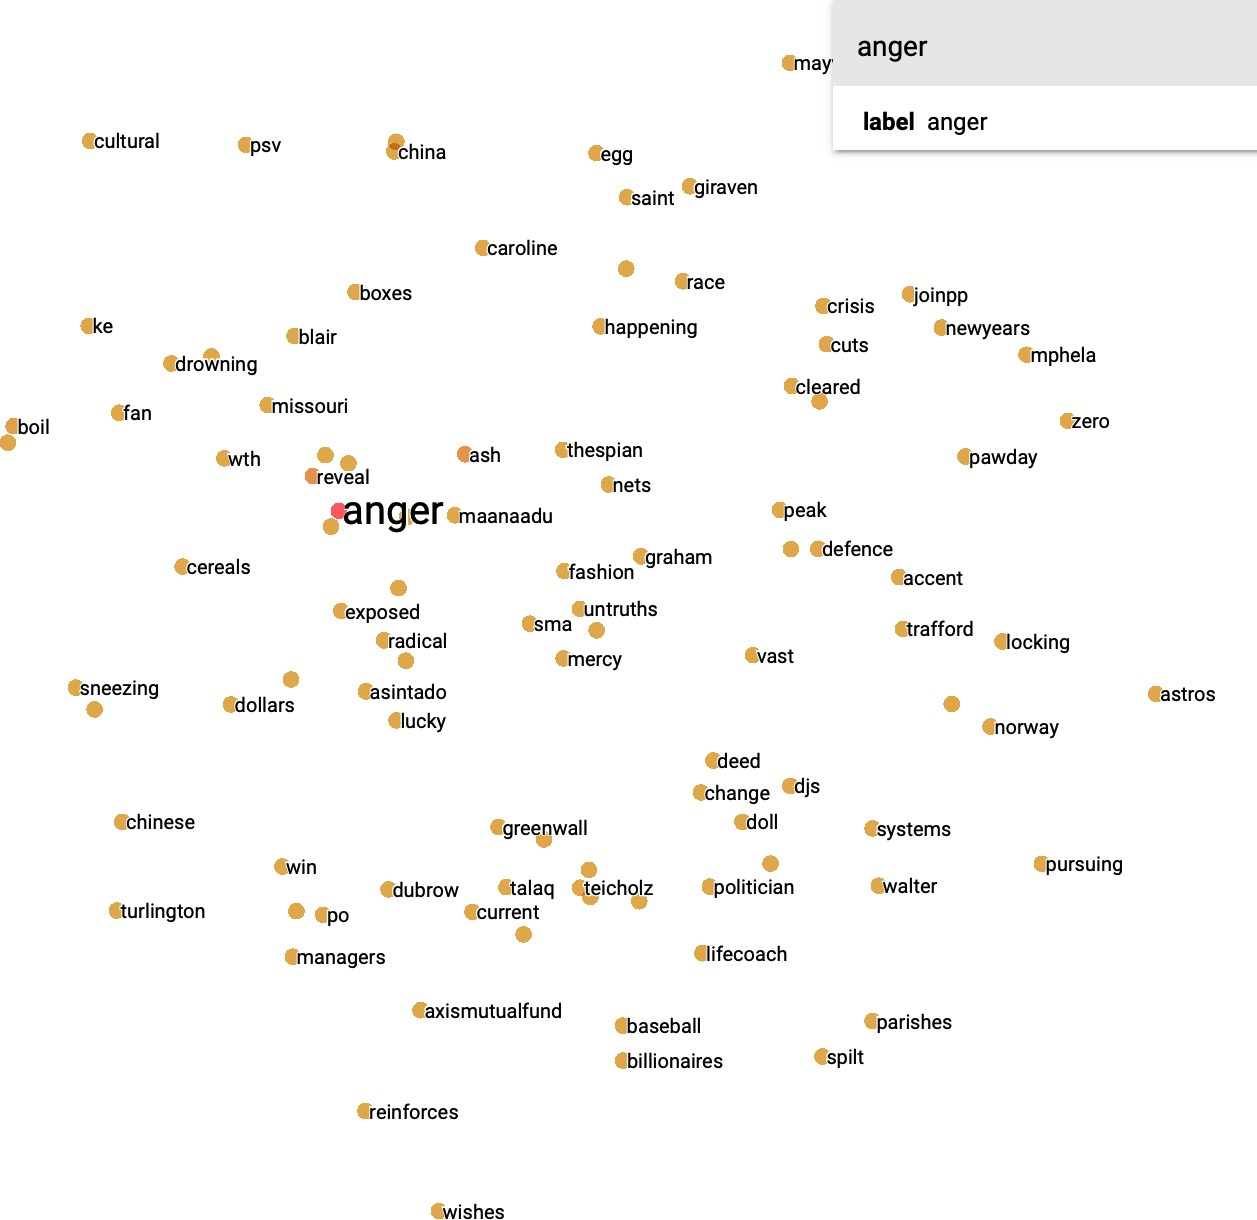 anger
label anger
cultural
psv
china
egg
giraven
saint
caroline
race
boxes
crisis
joinpp
ke
happening
newyears
blair
cuts
mphela
drowning
cleared
missouri
fan
zero
boil
thespian
ash
wth
pawday
reveal
nets
anger
maanaadu
peak
defence
graham
cereals
fashion
accent
untruths
exposed
sma
trafford
radical
locking
vast
mercy
sneezing
asintado
astros
dollars
lucky
norway
deed
djs
change
chinese
doll
greenwall
systems
win
pursuing
walter
dubrow
talaq
teicholz
politician
turlington
current
po
lifecoach
managers
axismutualfund
parishes
baseball
spilt
billionaires
reinforces
wishes